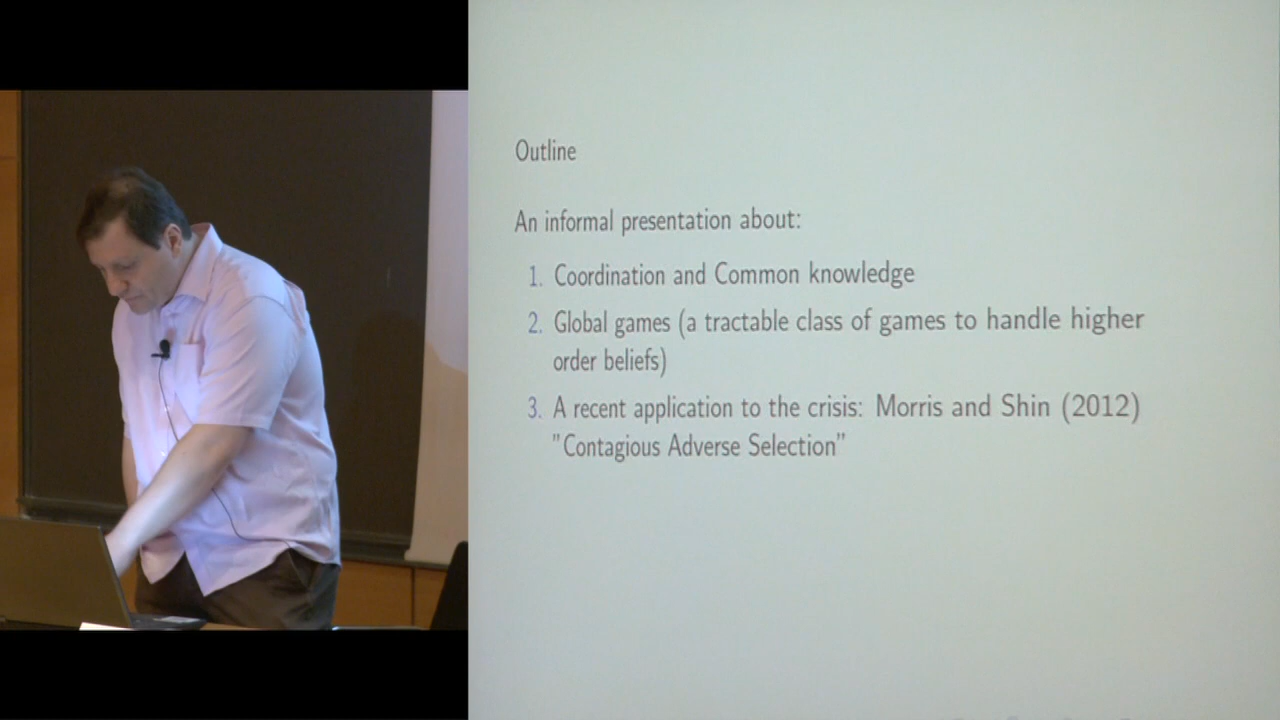 Outline
An informal presentation about:
1. Coordination and Common knowledge
2. Global games (a tractable class of games to handle higher
order beliefs)
3. A recent application to the crisis: Morris and Shin (2012)
"Contagious Adverse Selection"